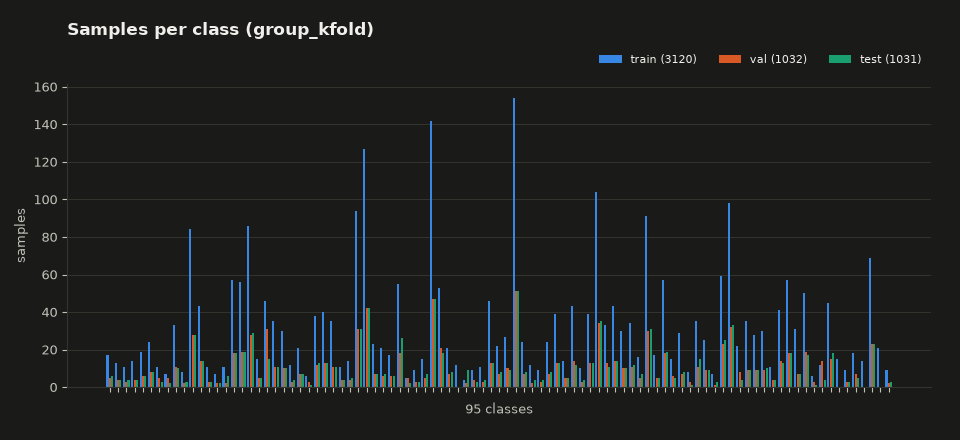 Samples per class (group_kfold)
train (3120) val (1032) test (1031)
160
140
120
100
80
60
40
20
0
samples
95 classes